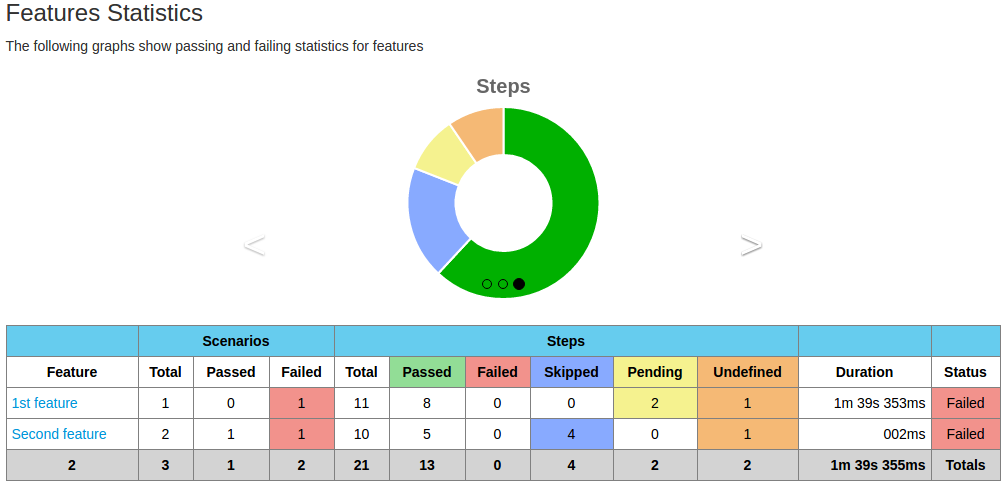 Features Statistics
The following graphs show passing and failing statistics for features
Steps
< >
Scenarios Steps
Feature Total Passed Failed Total Passed Failed Skipped Pending Undefined Duration Status
1st feature 1 0 1 11 8 0 0 2 1 1m 39s 353ms Failed
Second feature 2 1 1 10 5 0 4 0 1 002ms Failed
2 3 1 2 21 13 0 4 2 2 1m 39s 355ms Totals